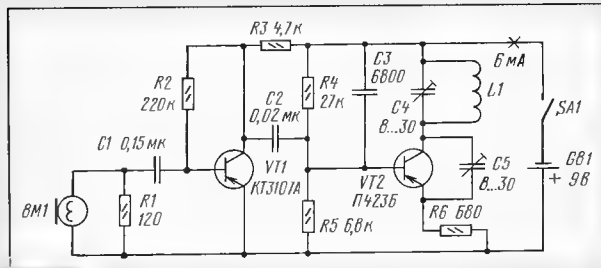 R3 4,7к
6 мА
R2
220к
C2
0,02 мк
R4
27к
C3
6800
C4
8...30
L1
SA1
C1 0,15 мк
VT1
КТ3107А
VT2
П423Б
C5
8...30
GB1
+ 9В
BM1
R1
120
R5 6,8к
R6 680